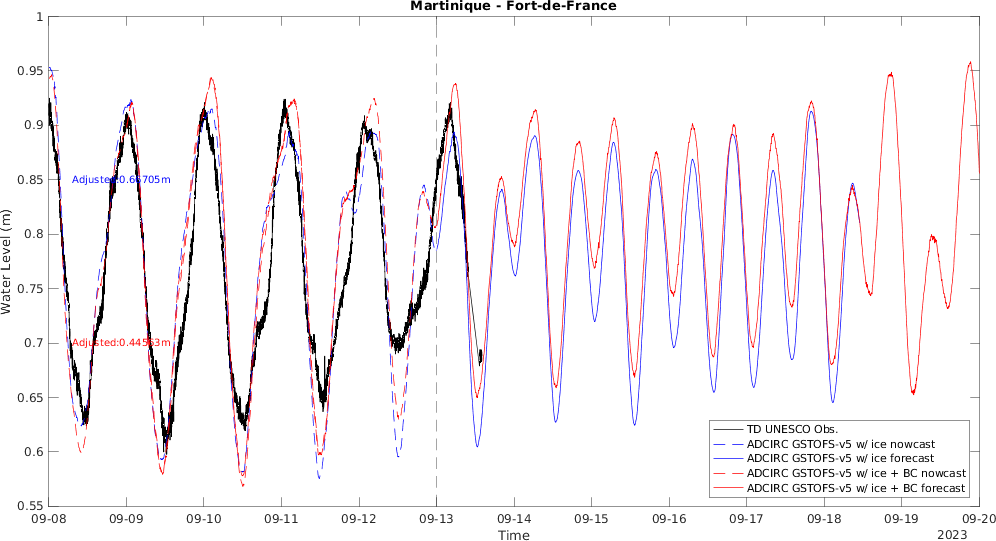 Martinique - Fort-de-France
Water Level (m)
1
0.95
0.9
0.85
0.8
0.75
0.7
0.65
0.6
0.55
Adjusted:0.66705m
Adjusted:0.44563m
TD UNESCO Obs.
ADCIRC GSTOFS-v5 w/ ice nowcast
ADCIRC GSTOFS-v5 w/ ice forecast
ADCIRC GSTOFS-v5 w/ ice + BC nowcast
ADCIRC GSTOFS-v5 w/ ice + BC forecast
09-08 09-09 09-10 09-11 09-12 09-13 09-14 09-15 09-16 09-17 09-18 09-19 09-20
Time
2023